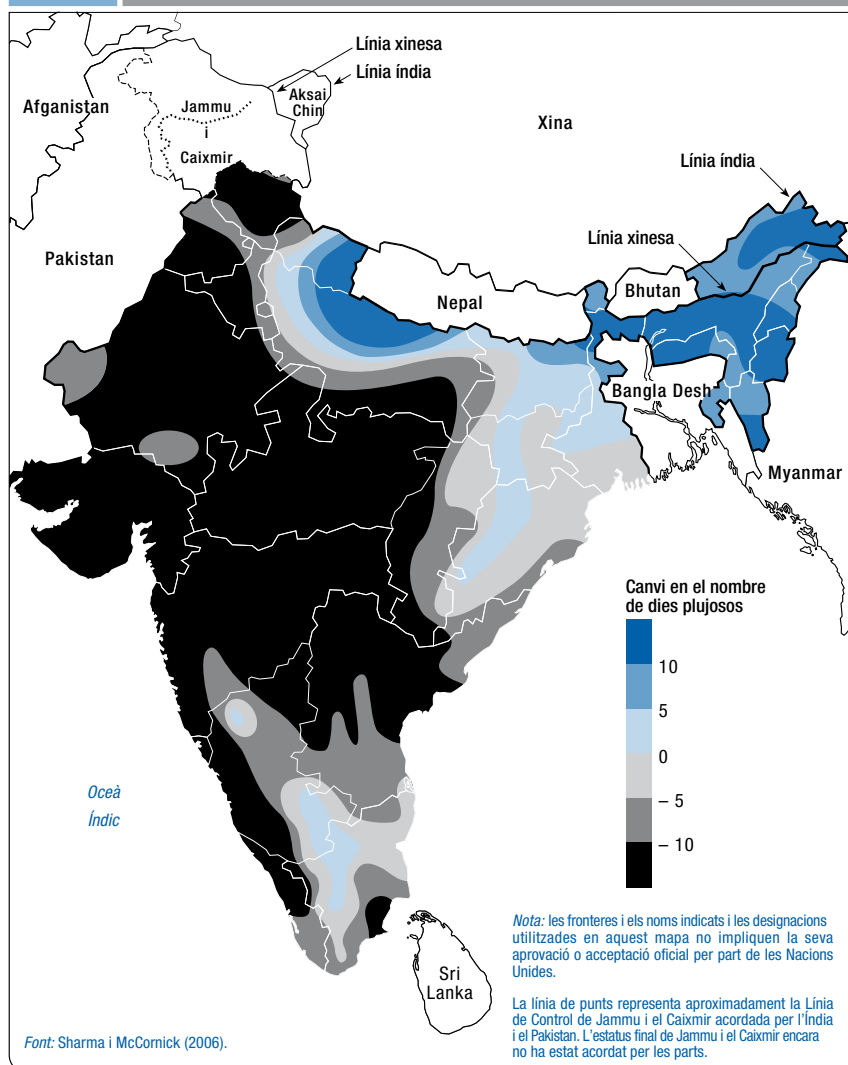 Línia xinesa
Línia índia
Afganistan
Jammu
i
Caixmir
Aksai
Chin
Xina
Línia índia
Línia xinesa
Pakistan
Nepal
Bhutan
Bangla Desh
Myanmar
Canvi en el nombre
de dies plujosos
10
5
0
– 5
– 10
Oceà
Índic
Sri
Lanka
Nota: les fronteres i els noms indicats i les designacions
utilitzades en aquest mapa no impliquen la seva
aprovació o acceptació oficial per part de les Nacions
Unides.
La línia de punts representa aproximadament la Línia
de Control de Jammu i el Caixmir acordada per l’Índia
i el Pakistan. L’estatus final de Jammu i el Caixmir encara
no ha estat acordat per les parts.
Font: Sharma i McCornick (2006).